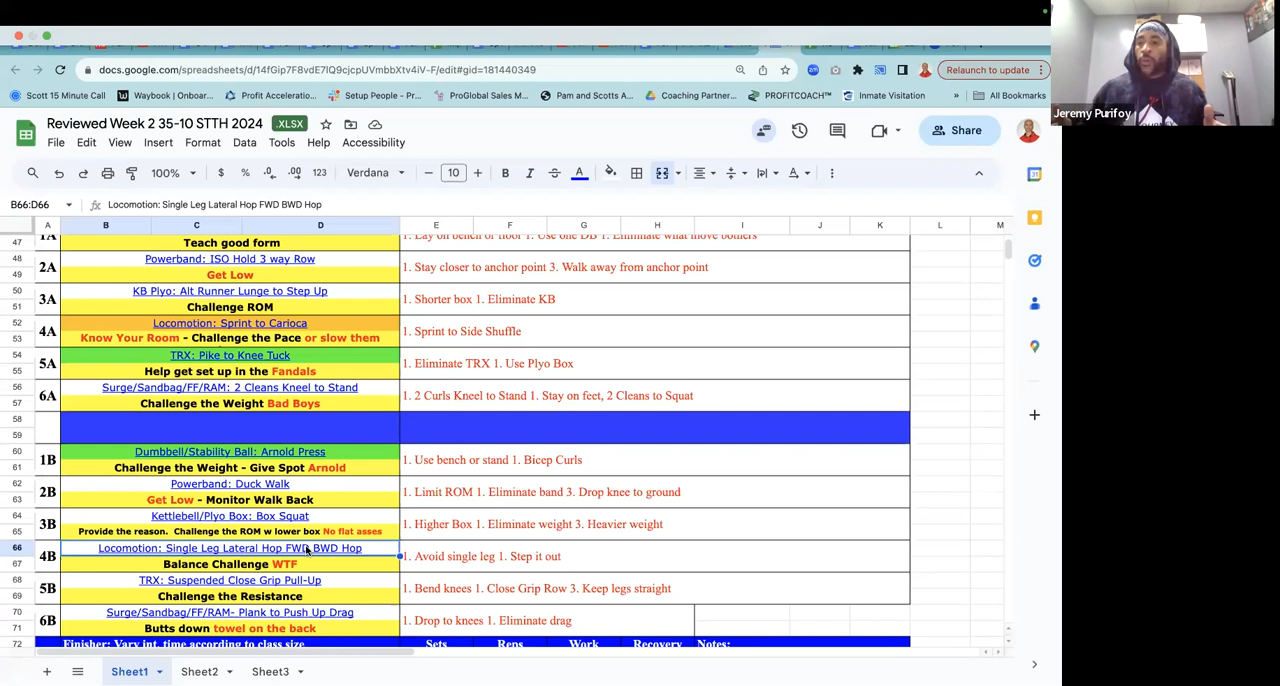 docs.google.com/spreadsheets/d/14fGip7F8vdE7lQ9cjcpUVmbbXtv4iV-F/edit#gid=181440349
Relaunch to update
Scott 15 Minute Call
Waybook | Onboar...
Profit Acceleratio...
Setup People - Pr...
ProGlobal Sales M...
Pam and Scotts A...
Coaching Partner...
PROFITCOACH™
Inmate Visitation
»
All Bookmarks
Jeremy Purifoy
Reviewed Week 2 35-10 STTH 2024 .XLSX
File Edit View Insert Format Data Tools Help Accessibility
Share
100% $ % .0 .00 123 Verdana − 10 + B I S A
B66:D66 fx Locomotion: Single Leg Lateral Hop FWD BWD Hop
A B C D E F G H I J K L M
47 1A Teach good form 1. Lay on bench or floor 1. Use one DB 1. Eliminate what move bothers
48 Powerband: ISO Hold 3 way Row
2A 1. Stay closer to anchor point 3. Walk away from anchor point
49 Get Low
50 KB Plyo: Alt Runner Lunge to Step Up
3A 1. Shorter box 1. Eliminate KB
51 Challenge ROM
52 Locomotion: Sprint to Carioca
4A 1. Sprint to Side Shuffle
53 Know Your Room - Challenge the Pace or slow them
54 TRX: Pike to Knee Tuck
5A 1. Eliminate TRX 1. Use Plyo Box
55 Help get set up in the Fandals
56 Surge/Sandbag/FF/RAM: 2 Cleans Kneel to Stand
6A 1. 2 Curls Kneel to Stand 1. Stay on feet, 2 Cleans to Squat
57 Challenge the Weight Bad Boys
58
59
60 Dumbbell/Stability Ball: Arnold Press
1B 1. Use bench or stand 1. Bicep Curls
61 Challenge the Weight - Give Spot Arnold
62 Powerband: Duck Walk
2B 1. Limit ROM 1. Eliminate band 3. Drop knee to ground
63 Get Low - Monitor Walk Back
64 Kettlebell/Plyo Box: Box Squat
3B 1. Higher Box 1. Eliminate weight 3. Heavier weight
65 Provide the reason. Challenge the ROM w lower box No flat asses
66 Locomotion: Single Leg Lateral Hop FWD BWD Hop
4B 1. Avoid single leg 1. Step it out
67 Balance Challenge WTF
68 TRX: Suspended Close Grip Pull-Up
5B 1. Bend knees 1. Close Grip Row 3. Keep legs straight
69 Challenge the Resistance
70 Surge/Sandbag/FF/RAM- Plank to Push Up Drag
6B 1. Drop to knees 1. Eliminate drag
71 Butts down towel on the back
72 Finisher: Vary int. time according to class size Sets Reps Work Recovery Notes:
Sheet1 Sheet2 Sheet3